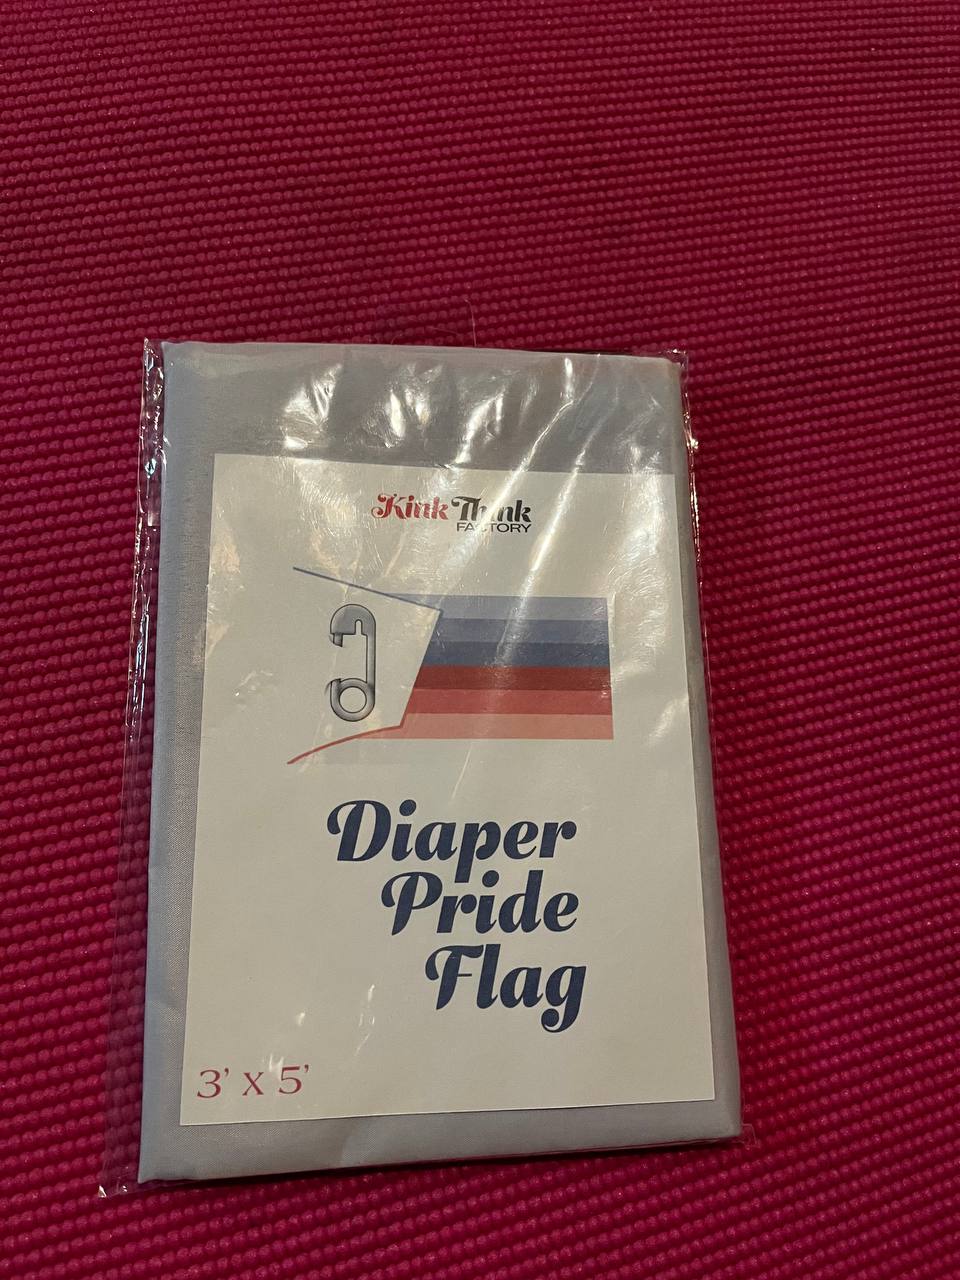 Kink Think
FACTORY
Diaper
Pride
Flag
3' X 5'